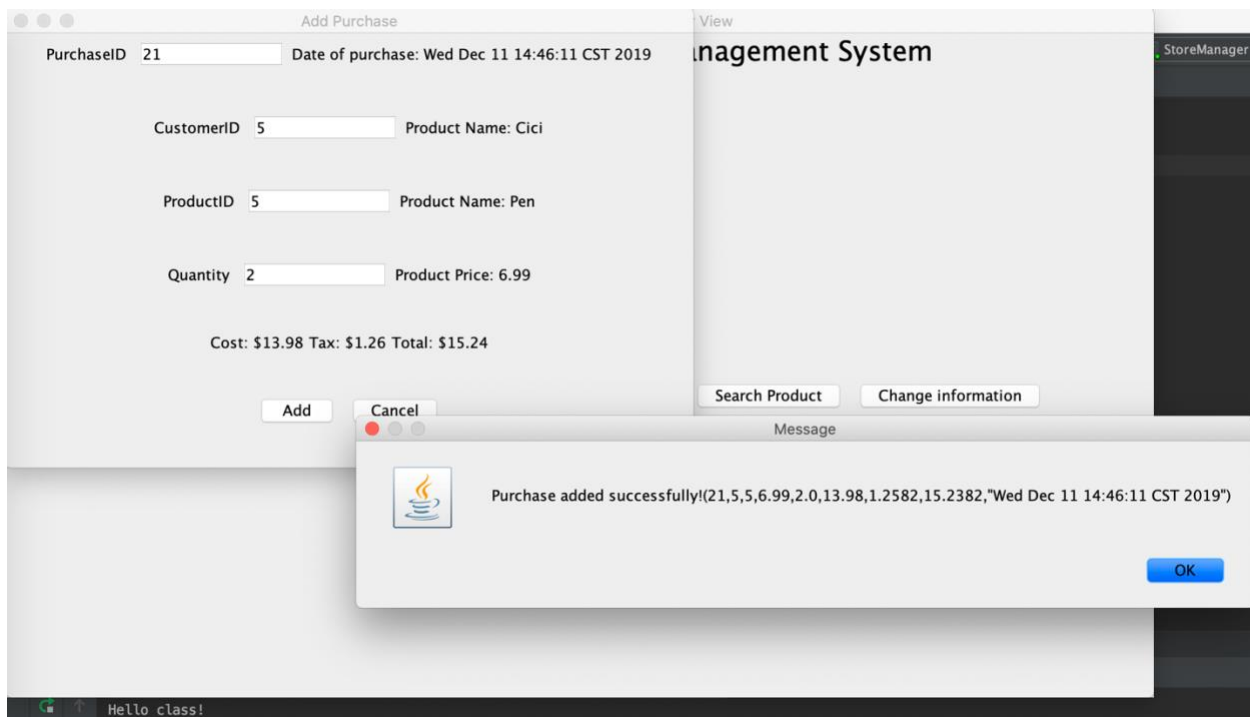 Add Purchase
View
PurchaseID 21 Date of purchase: Wed Dec 11 14:46:11 CST 2019
nagement System
StoreManager
CustomerID 5 Product Name: Cici
ProductID 5 Product Name: Pen
Quantity 2 Product Price: 6.99
Cost: $13.98 Tax: $1.26 Total: $15.24
Search Product Change information
Add Cancel
Message
Purchase added successfully!(21,5,5,6.99,2.0,13.98,1.2582,15.2382,"Wed Dec 11 14:46:11 CST 2019")
OK
Hello class!